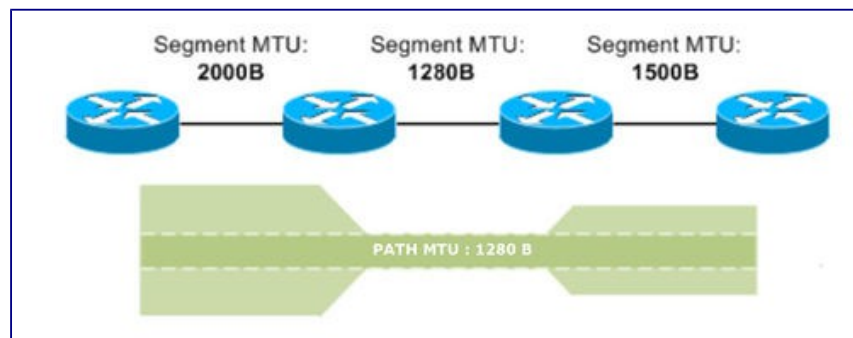 Segment MTU:
2000B
Segment MTU:
1280B
Segment MTU:
1500B
PATH MTU : 1280 B